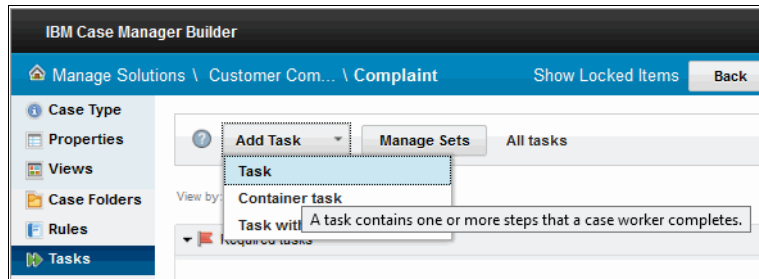 IBM Case Manager Builder
Manage Solutions \ Customer Com... \ Complaint Show Locked Items Back
Case Type
Properties
Views
Case Folders
Rules
Tasks
Add Task Manage Sets All tasks
Task
View by: Container task
Task with
A task contains one or more steps that a case worker completes.
Required tasks